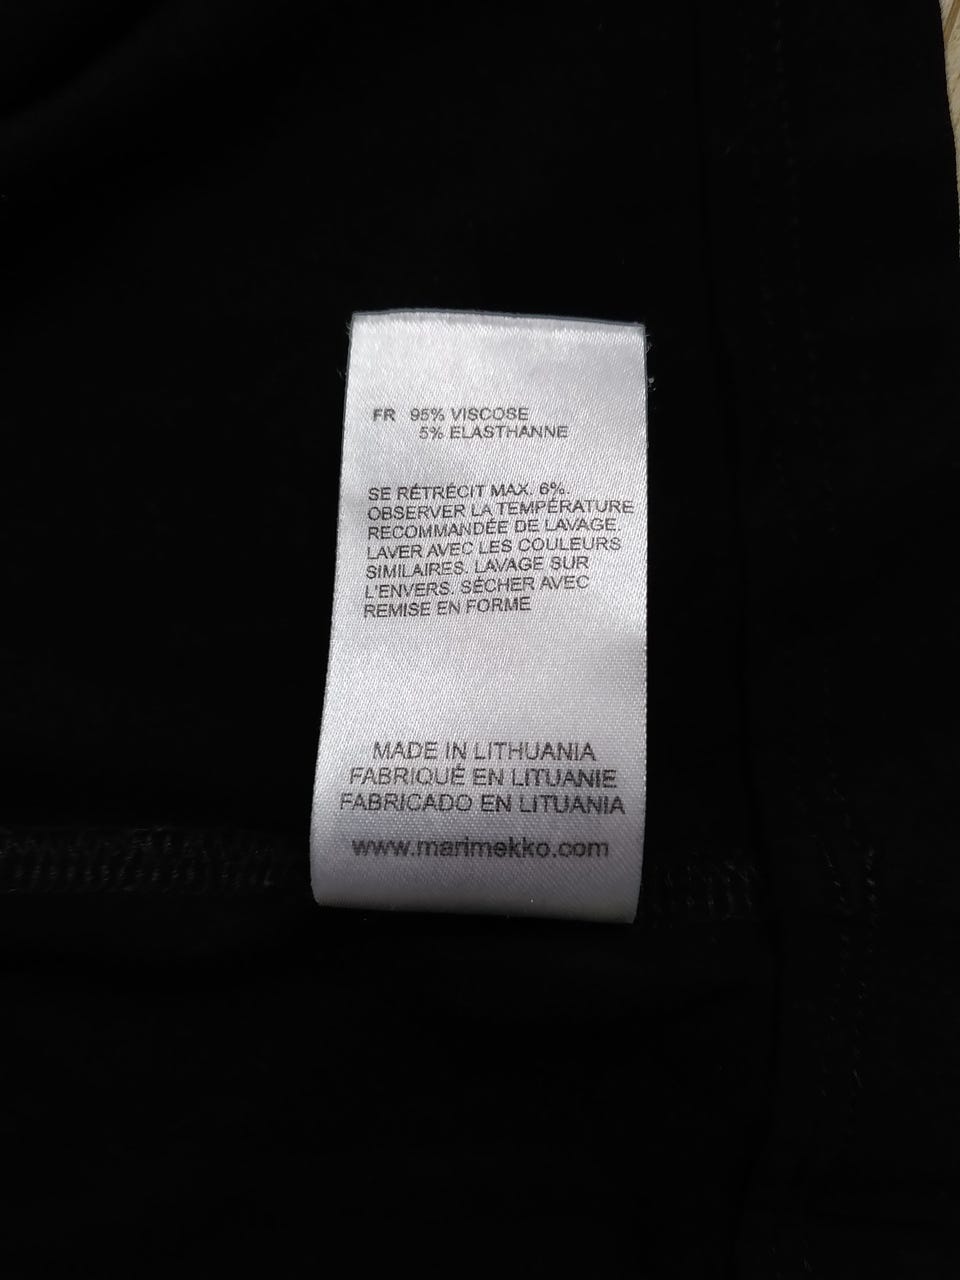 FR 95% VISCOSE
5% ELASTHANNE
SE RÉTRÉCIT MAX. 6%.
OBSERVER LA TEMPÉRATURE
RECOMMANDÉE DE LAVAGE.
LAVER AVEC LES COULEURS
SIMILAIRES. LAVAGE SUR
L'ENVERS. SÉCHER AVEC
REMISE EN FORME
MADE IN LITHUANIA
FABRIQUÉ EN LITUANIE
FABRICADO EN LITUANIA
www.marimekko.com